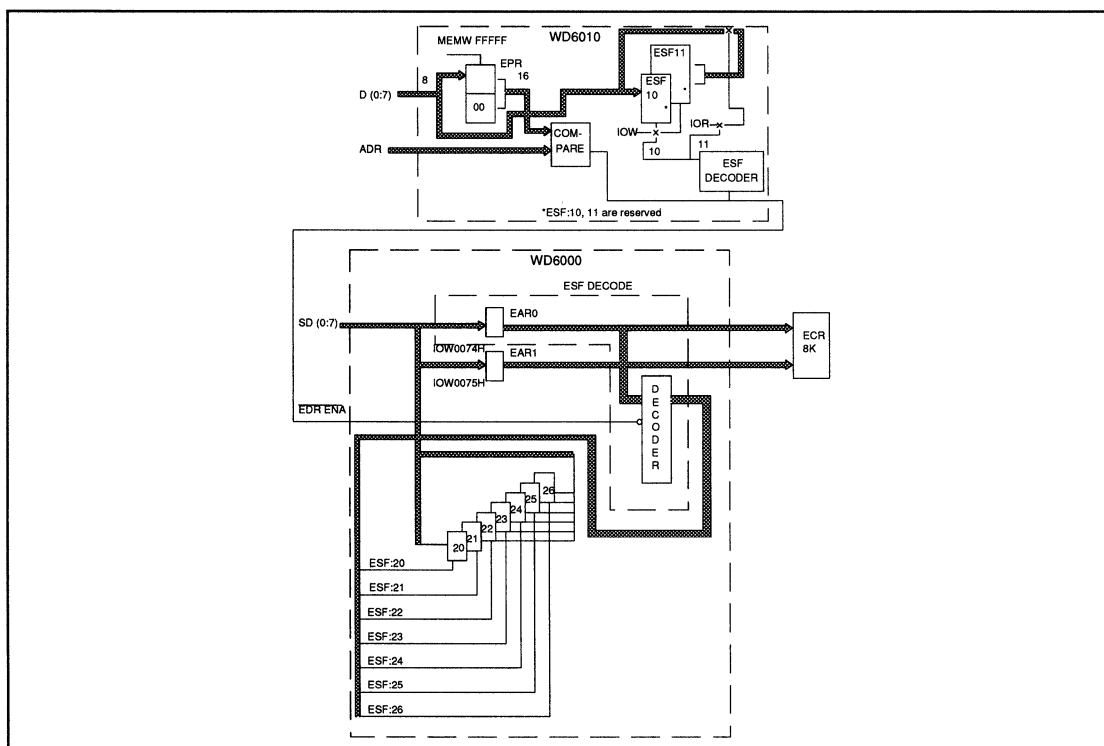 MEMW FFFFF
WD6010
EPR
16
8
D (0:7)
00
ESF11
ESF
10
*
*
IOW
IOR
10
11
ADR
COM-
PARE
ESF
DECODER
*ESF:10, 11 are reserved
WD6000
ESF DECODE
SD (0:7)
EAR0
ECR
8K
IOW0074H
EAR1
IOW0075H
EDR ENA
DECODER
26
25
24
23
22
21
20
ESF:20
ESF:21
ESF:22
ESF:23
ESF:24
ESF:25
ESF:26